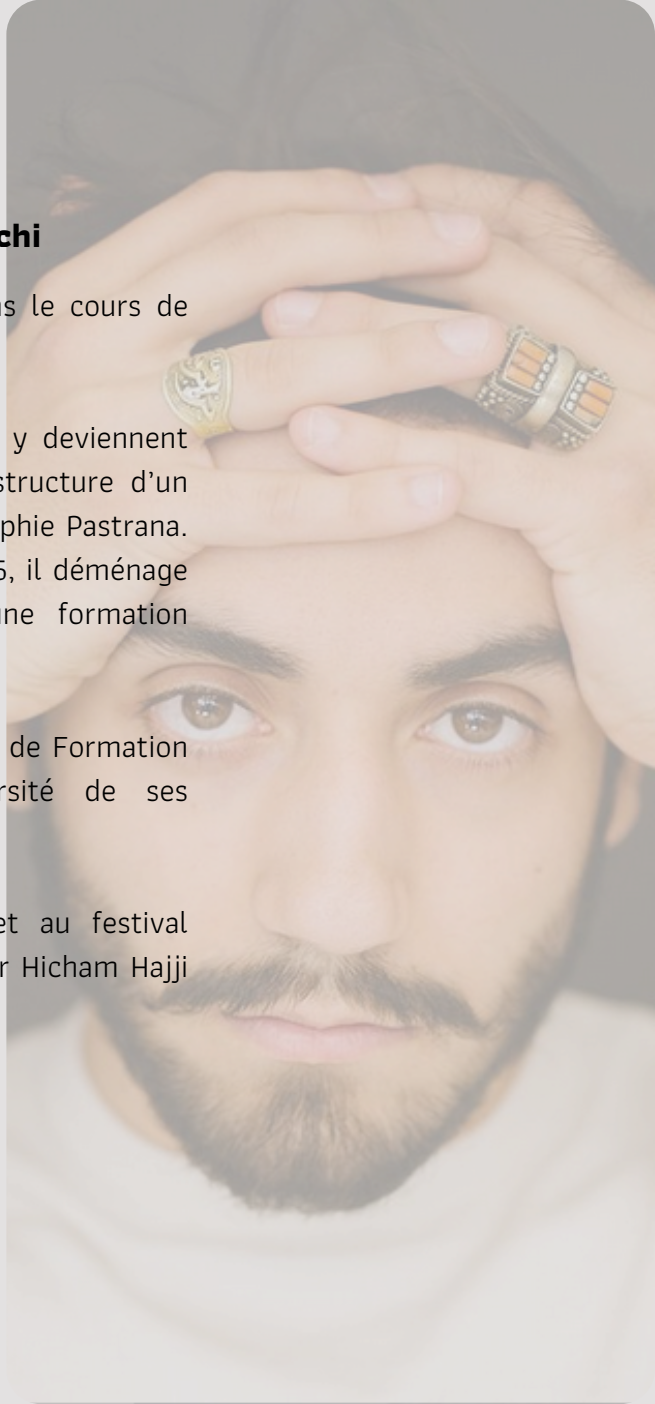 chi
s le cours de
y deviennent
structure d’un
phie Pastrana.
5, il déménage
ne formation
de Formation
rsité de ses
et au festival
r Hicham Hajji